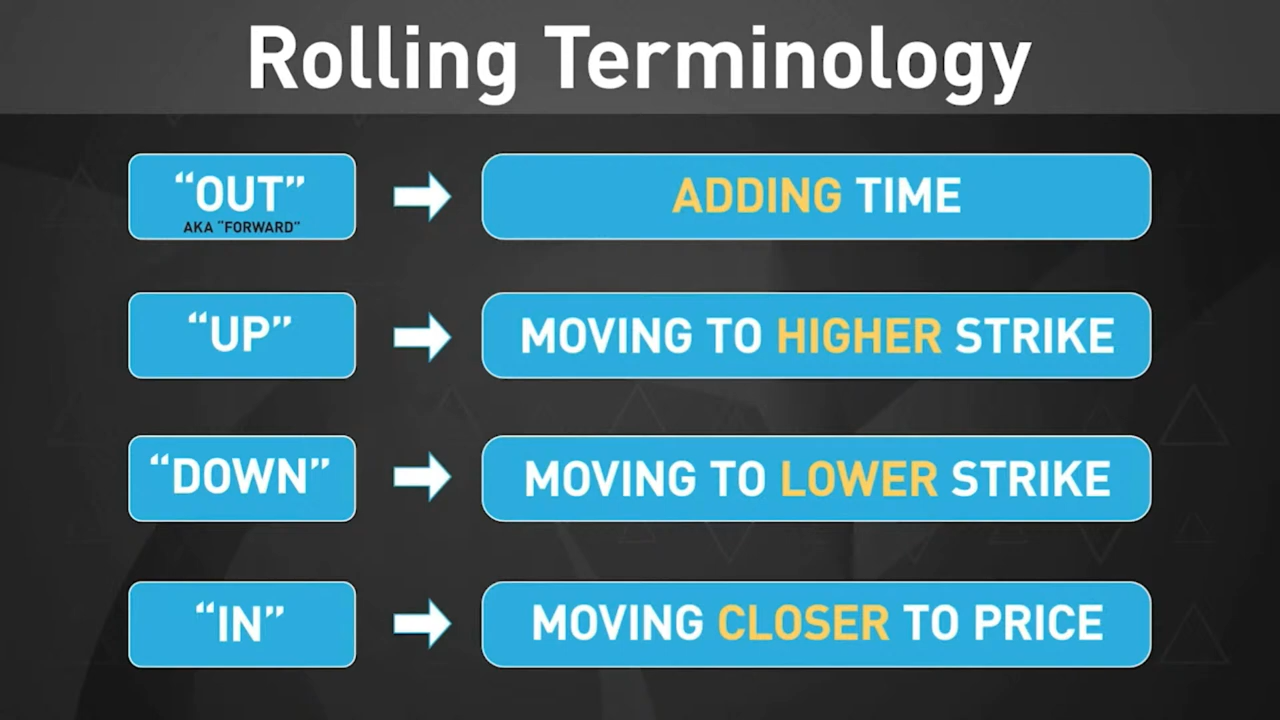 Rolling Terminology
“OUT”
AKA “FORWARD”
ADDING TIME
“UP”
MOVING TO HIGHER STRIKE
“DOWN”
MOVING TO LOWER STRIKE
“IN”
MOVING CLOSER TO PRICE